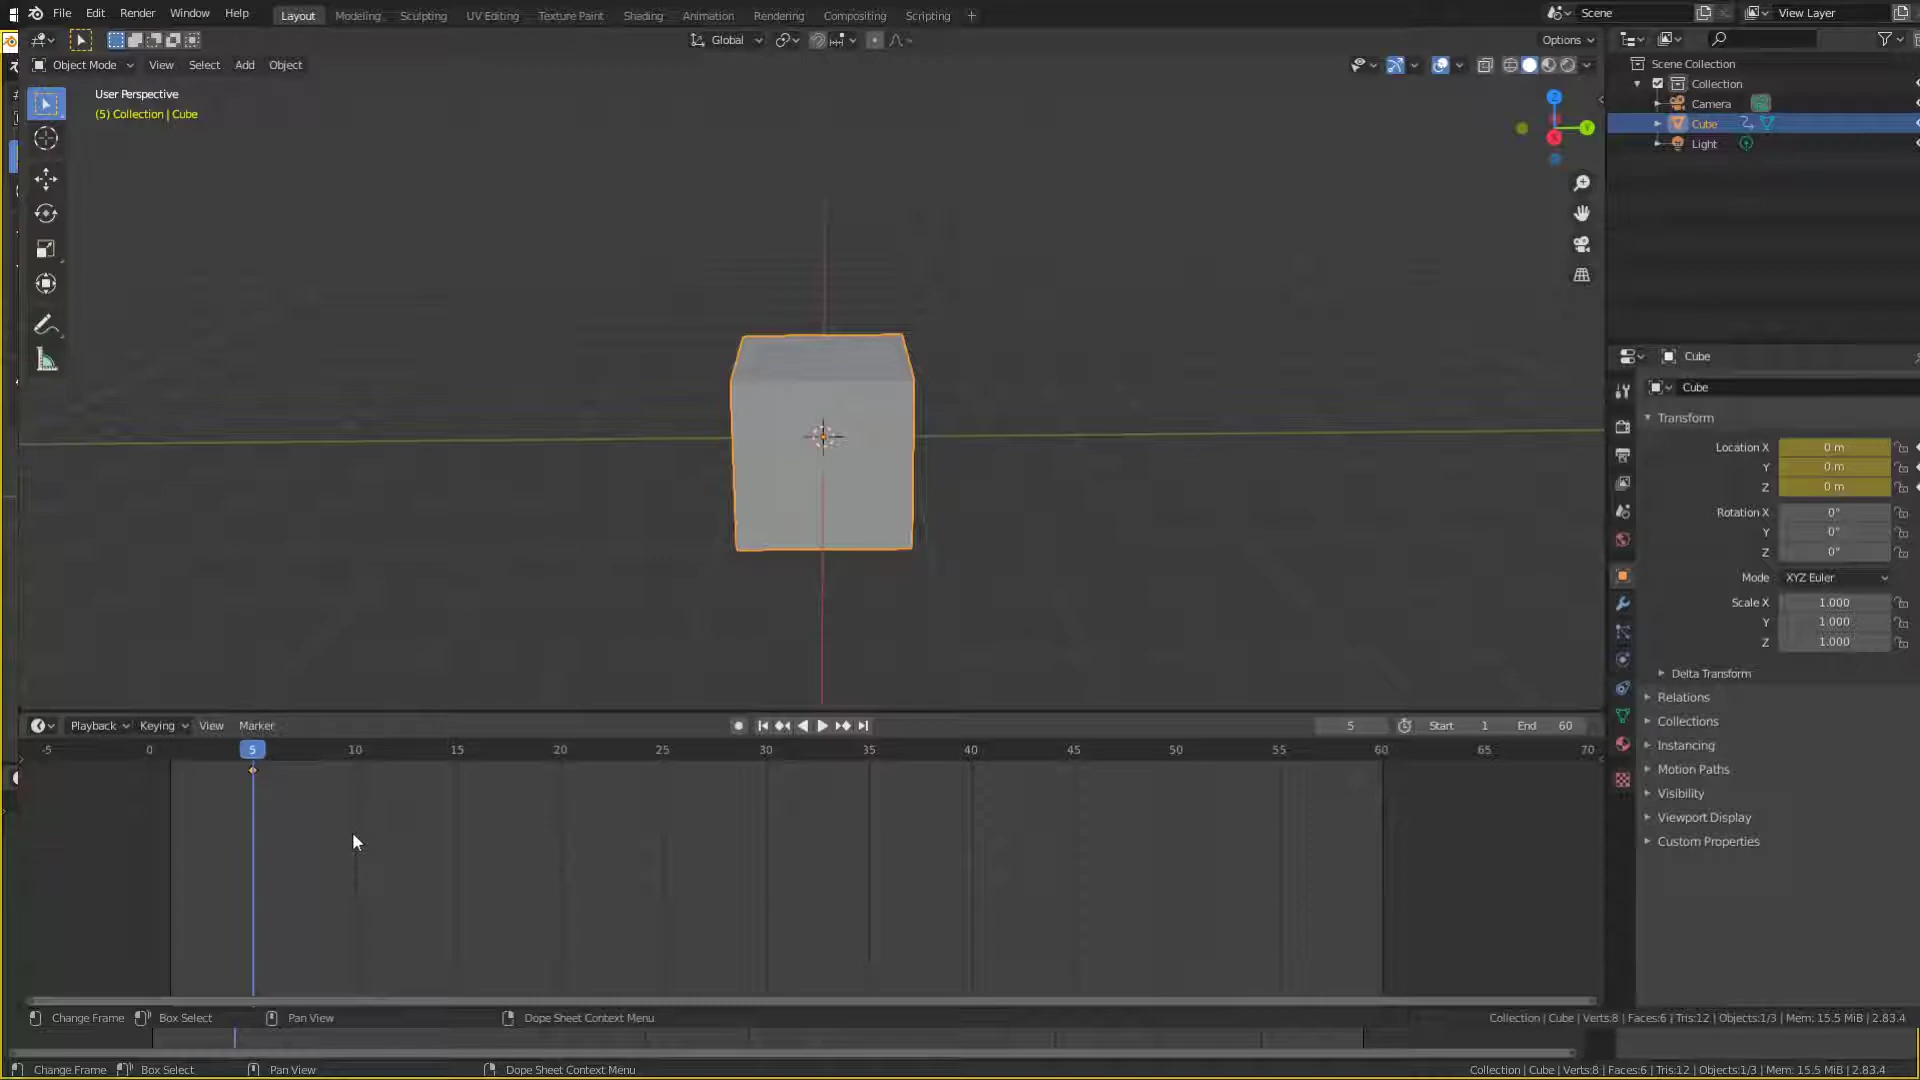 File Edit Render Window Help Layout Modeling Sculpting UV Editing Texture Paint Shading Animation Rendering Compositing Scripting + Scene View Layer
Global Options
Object Mode View Select Add Object
User Perspective
(5) Collection | Cube
Z
Y
X
Scene Collection
Collection
Camera
Cube
Light
Cube
Cube
Transform
Location X 0 m
Y 0 m
Z 0 m
Rotation X 0°
Y 0°
Z 0°
Mode XYZ Euler
Scale X 1.000
Y 1.000
Z 1.000
Delta Transform
Relations
Collections
Instancing
Motion Paths
Visibility
Viewport Display
Custom Properties
Playback Keying View Marker 5 Start 1 End 60
-5 0 5 10 15 20 25 30 35 40 45 50 55 60 65 70
Change Frame Box Select Pan View Dope Sheet Context Menu Collection | Cube | Verts:8 | Faces:6 | Tris:12 | Objects:1/3 | Mem: 15.5 MiB | 2.83.4
Change Frame Box Select Pan View Dope Sheet Context Menu Collection | Cube | Verts:8 | Faces:6 | Tris:12 | Objects:1/3 | Mem: 15.5 MiB | 2.83.4